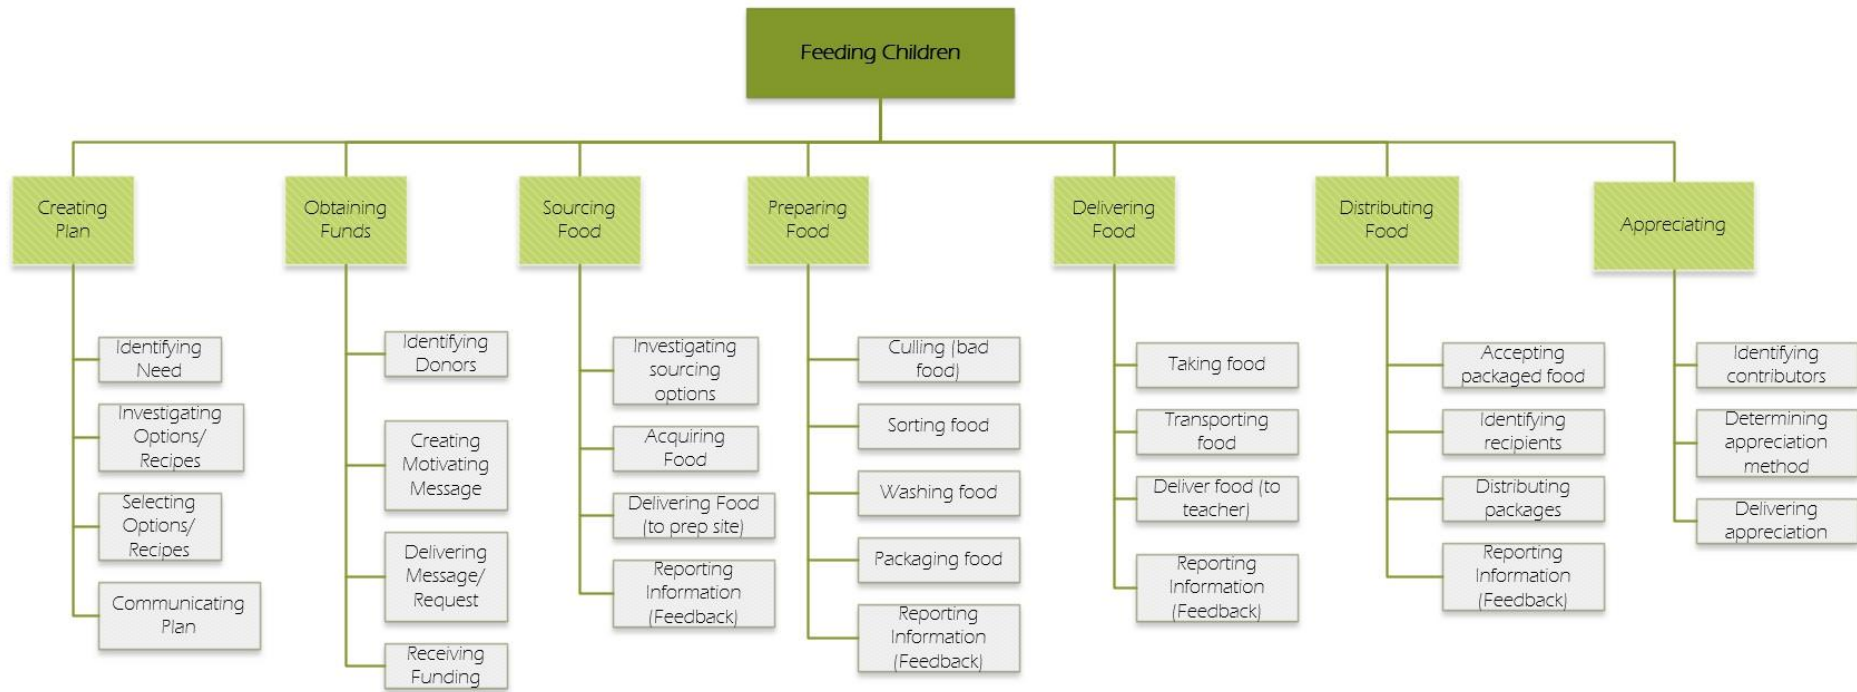 Feeding Children
Creating
Plan
Identifying
Need
Investigating
Options/
Recipes
Selecting
Options/
Recipes
Communicating
Plan
Obtaining
Funds
Identifying
Donors
Creating
Motivating
Message
Delivering
Message/
Request
Receiving
Funding
Sourcing
Food
Investigating
sourcing
options
Acquiring
Food
Delivering Food
(to prep site)
Reporting
Information
(Feedback)
Preparing
Food
Culling (bad
food)
Sorting food
Washing food
Packaging food
Reporting
Information
(Feedback)
Delivering
Food
Taking food
Transporting
food
Deliver food (to
teacher)
Reporting
Information
(Feedback)
Distributing
Food
Accepting
packaged food
Identifying
recipients
Distributing
packages
Reporting
Information
(Feedback)
Appreciating
Identifying
contributors
Determining
appreciation
method
Delivering
appreciation